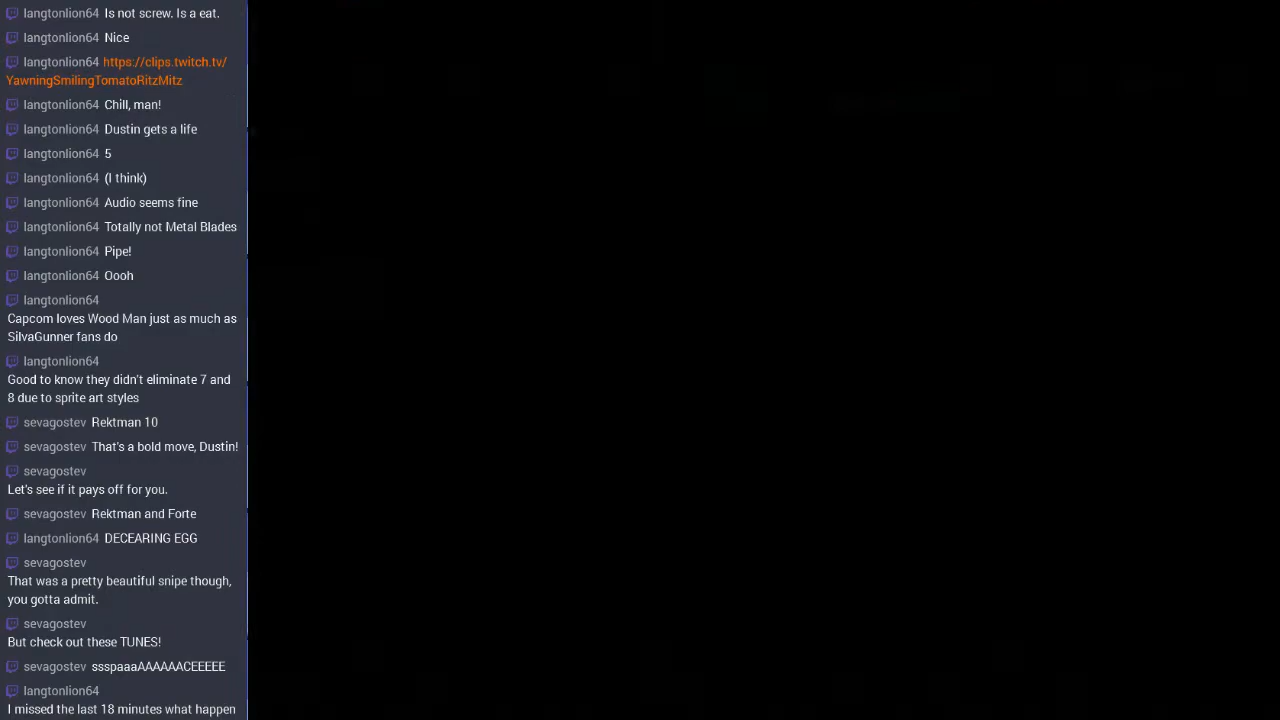 langtonlion64 Is not screw. Is a eat.
langtonlion64 Nice
langtonlion64 https://clips.twitch.tv/
YawningSmilingTomatoRitzMitz
langtonlion64 Chill, man!
langtonlion64 Dustin gets a life
langtonlion64 5
langtonlion64 (I think)
langtonlion64 Audio seems fine
langtonlion64 Totally not Metal Blades
langtonlion64 Pipe!
langtonlion64 Oooh
langtonlion64
Capcom loves Wood Man just as much as
SilvaGunner fans do
langtonlion64
Good to know they didn't eliminate 7 and
8 due to sprite art styles
sevagostev Rektman 10
sevagostev That's a bold move, Dustin!
sevagostev
Let's see if it pays off for you.
sevagostev Rektman and Forte
langtonlion64 DECEARING EGG
sevagostev
That was a pretty beautiful snipe though,
you gotta admit.
sevagostev
But check out these TUNES!
sevagostev ssspaaaAAAAAACEEEEE
langtonlion64
I missed the last 18 minutes what happen